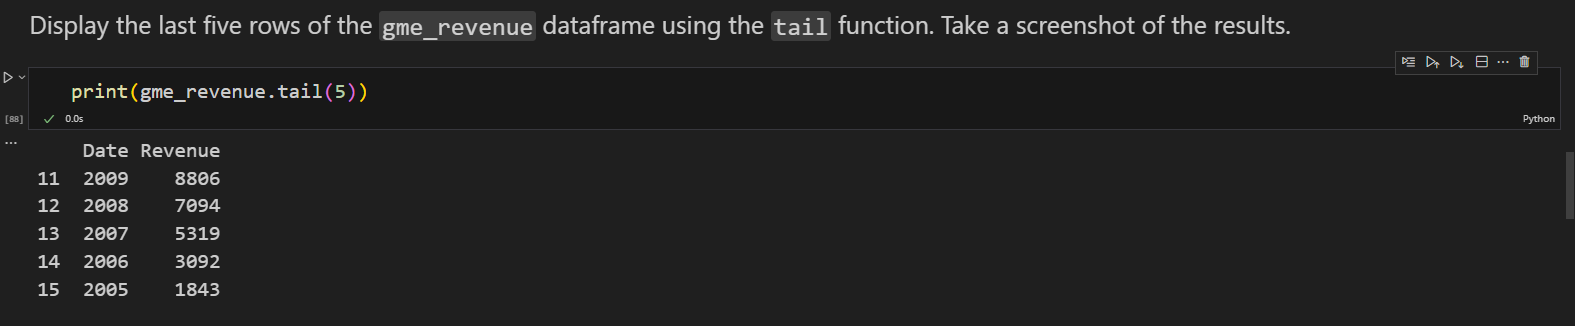 Display the last five rows of the gme_revenue dataframe using the tail function. Take a screenshot of the results.
print(gme_revenue.tail(5))
[88] 0.0s Python
... 
Date Revenue
11 2009 8806
12 2008 7094
13 2007 5319
14 2006 3092
15 2005 1843